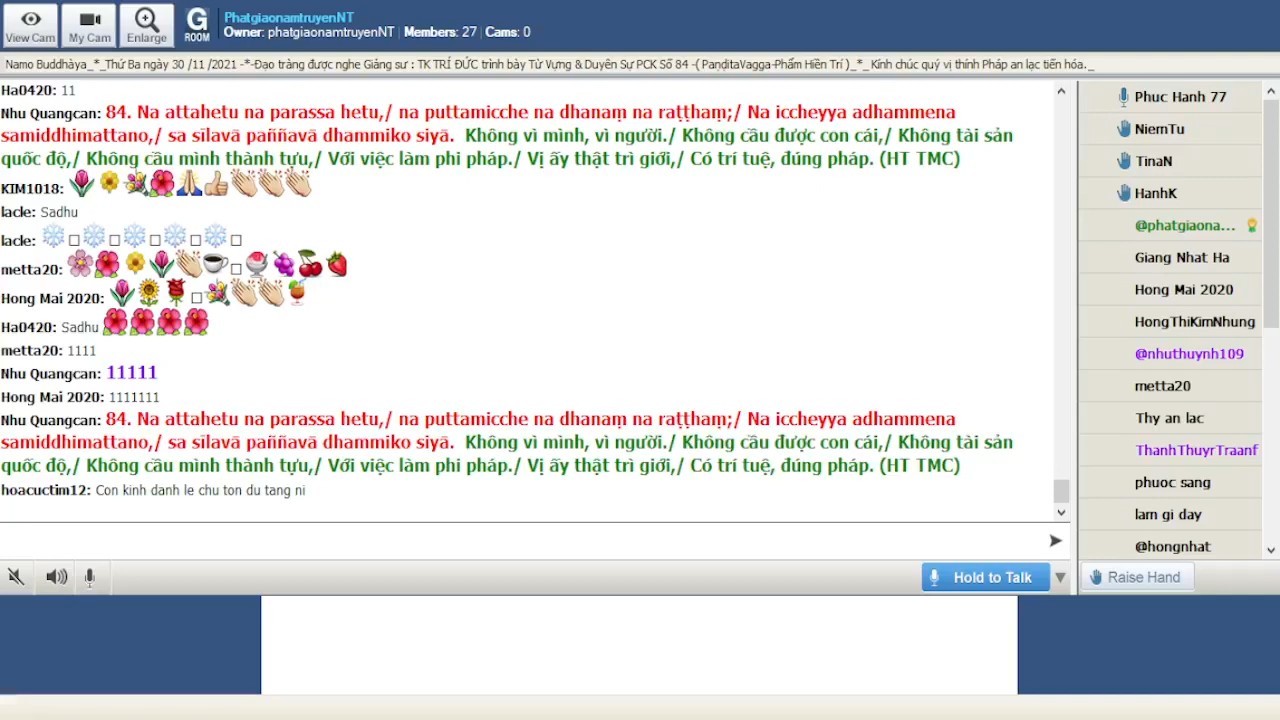 View Cam
My Cam
Enlarge
G
ROOM
PhatgiaonamtruyenNT
Owner: phatgiaonamtruyenNT | Members: 27 | Cams: 0
Namo Buddhàya_*_Thứ Ba ngày 30 /11 /2021 -*-Đạo tràng được nghe Giảng sư : TK TRÍ ĐỨC trình bày Từ Vựng & Duyên Sự PCK Số 84 -( PaṇḍitaVagga-Phẩm Hiền Trí )_*_ Kính chúc quý vị thính Pháp an lạc tiến hóa._
Ha0420: 11
Nhu Quangcan: 84. Na attahetu na parassa hetu,/ na puttamicche na dhanaṃ na raṭṭhaṃ;/ Na iccheyya adhammena
samiddhimattano,/ sa sīlavā paññavā dhammiko siyā. Không vì mình, vì người./ Không cầu được con cái,/ Không tài sản
quốc độ,/ Không cầu mình thành tựu,/ Với việc làm phi pháp./ Vị ấy thật trì giới,/ Có trí tuệ, đúng pháp. (HT TMC)
KIM1018:
lacle: Sadhu
lacle:
metta20:
Hong Mai 2020:
Ha0420: Sadhu
metta20: 1111
Nhu Quangcan: 11111
Hong Mai 2020: 1111111
Nhu Quangcan: 84. Na attahetu na parassa hetu,/ na puttamicche na dhanaṃ na raṭṭhaṃ;/ Na iccheyya adhammena
samiddhimattano,/ sa sīlavā paññavā dhammiko siyā. Không vì mình, vì người./ Không cầu được con cái,/ Không tài sản
quốc độ,/ Không cầu mình thành tựu,/ Với việc làm phi pháp./ Vị ấy thật trì giới,/ Có trí tuệ, đúng pháp. (HT TMC)
hoacuctim12: Con kinh danh le chu ton du tang ni
Hold to Talk
Phuc Hanh 77
NiemTu
TinaN
HanhK
@phatgiaona...
Giang Nhat Ha
Hong Mai 2020
HongThiKimNhung
@nhuthuynh109
metta20
Thy an lac
ThanhThuyrTraanf
phuoc sang
lam gi day
@hongnhat
Raise Hand